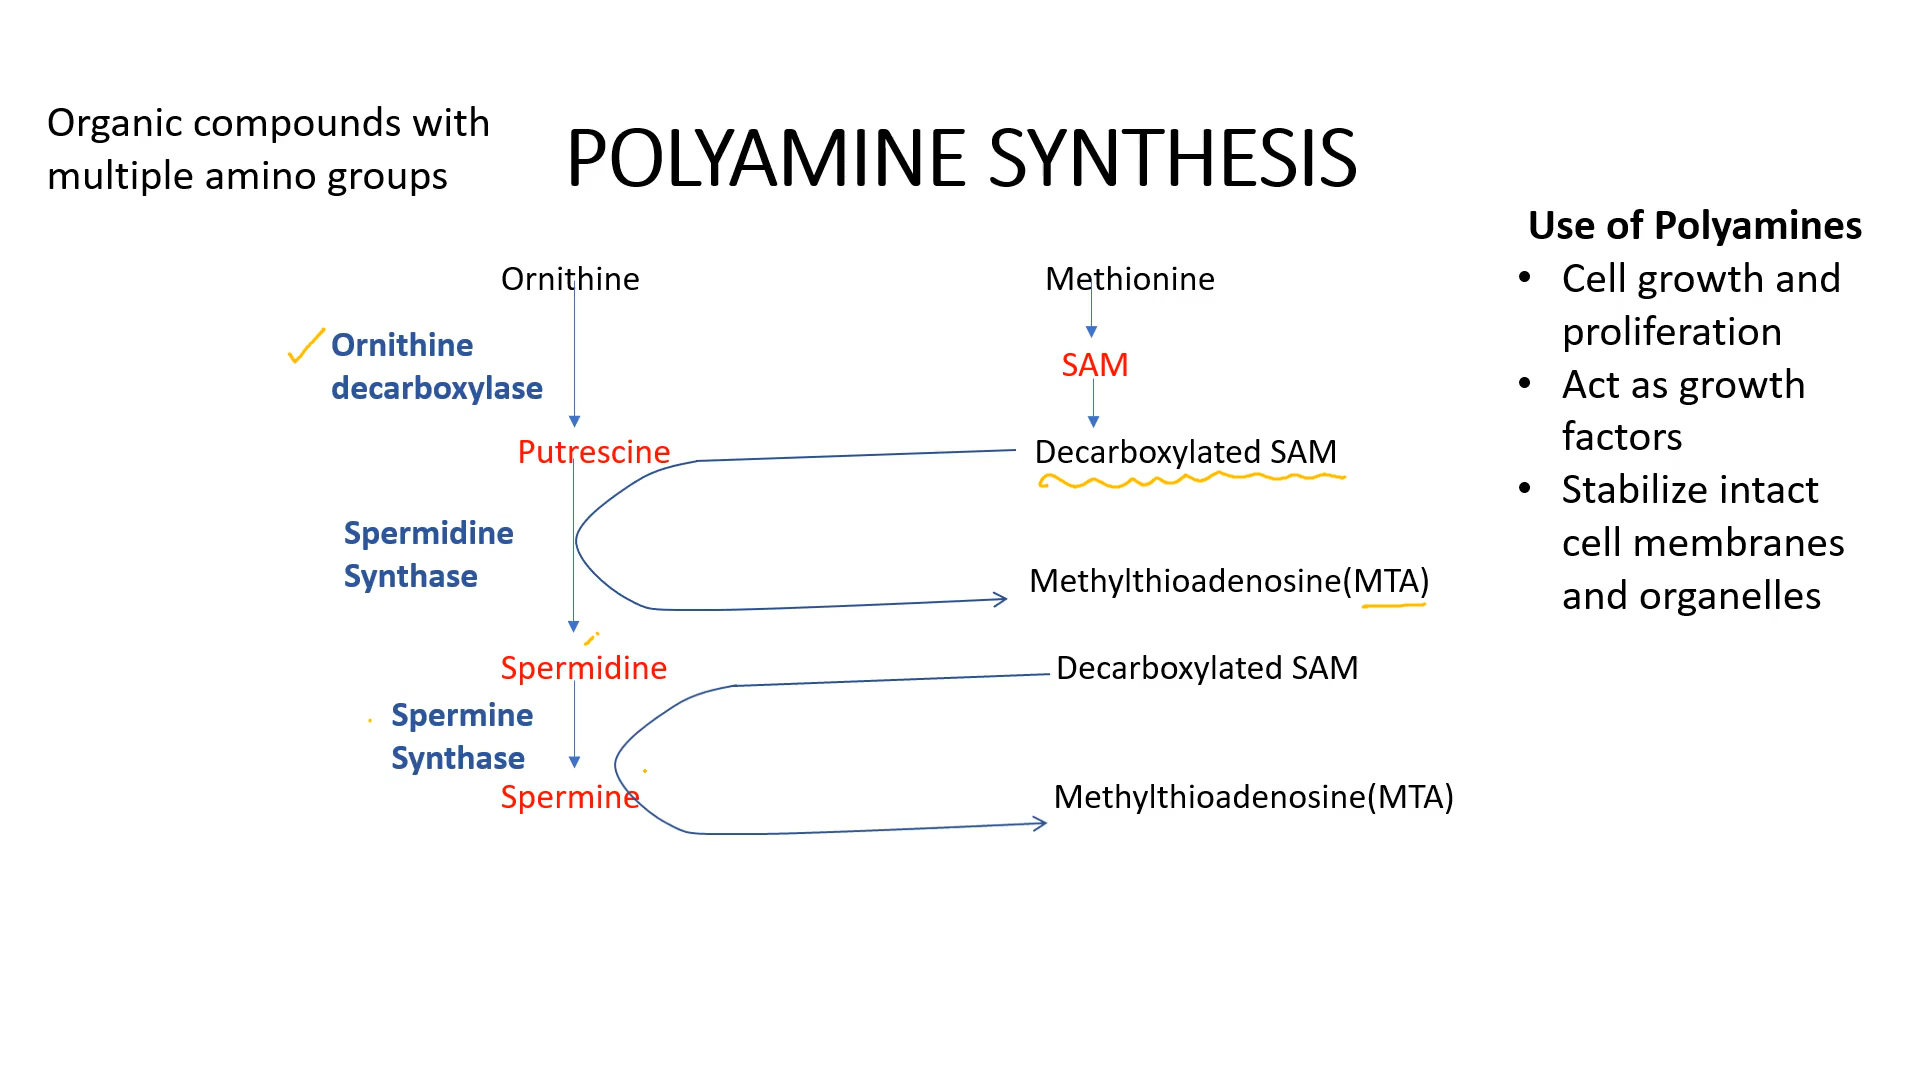 Organic compounds with
multiple amino groups
POLYAMINE SYNTHESIS
Use of Polyamines
• Cell growth and
proliferation
• Act as growth
factors
• Stabilize intact
cell membranes
and organelles
Ornithine
Methionine
Ornithine
decarboxylase
SAM
Putrescine
Decarboxylated SAM
Spermidine
Synthase
Methylthioadenosine(MTA)
Spermidine
Decarboxylated SAM
Spermine
Synthase
Spermine
Methylthioadenosine(MTA)